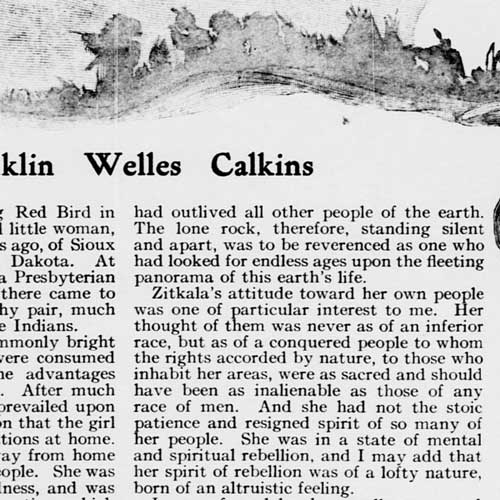 klin Welles Calkins
Red Bird in
little woman,
s ago, of Sioux
Dakota. At
a Presbyterian
there came to
hy pair, much
e Indians.
mmonly bright
were consumed
he advantages
. After much
prevailed upon
on that the girl
tions at home.
way from home
eople. She was
lness, and was
had outlived all other people of the earth.
The lone rock, therefore, standing silent
and apart, was to be reverenced as one who
had looked for endless ages upon the fleeting
panorama of this earth's life.
Zitkala's attitude toward her own people
was one of particular interest to me. Her
thought of them was never as of an inferior
race, but as of a conquered people to whom
the rights accorded by nature, to those who
inhabit her areas, were as sacred and should
have been as inalienable as those of any
race of men. And she had not the stoic
patience and resigned spirit of so many of
her people. She was in a state of mental
and spiritual rebellion, and I may add that
her spirit of rebellion was of a lofty nature,
born of an altruistic feeling.